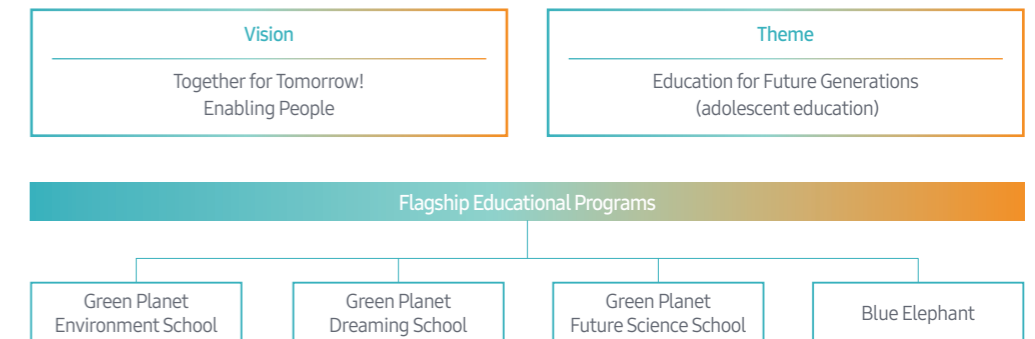 Vision
Together for Tomorrow!
Enabling People
Theme
Education for Future Generations
(adolescent education)
Flagship Educational Programs
Green Planet
Environment School
Green Planet
Dreaming School
Green Planet
Future Science School
Blue Elephant